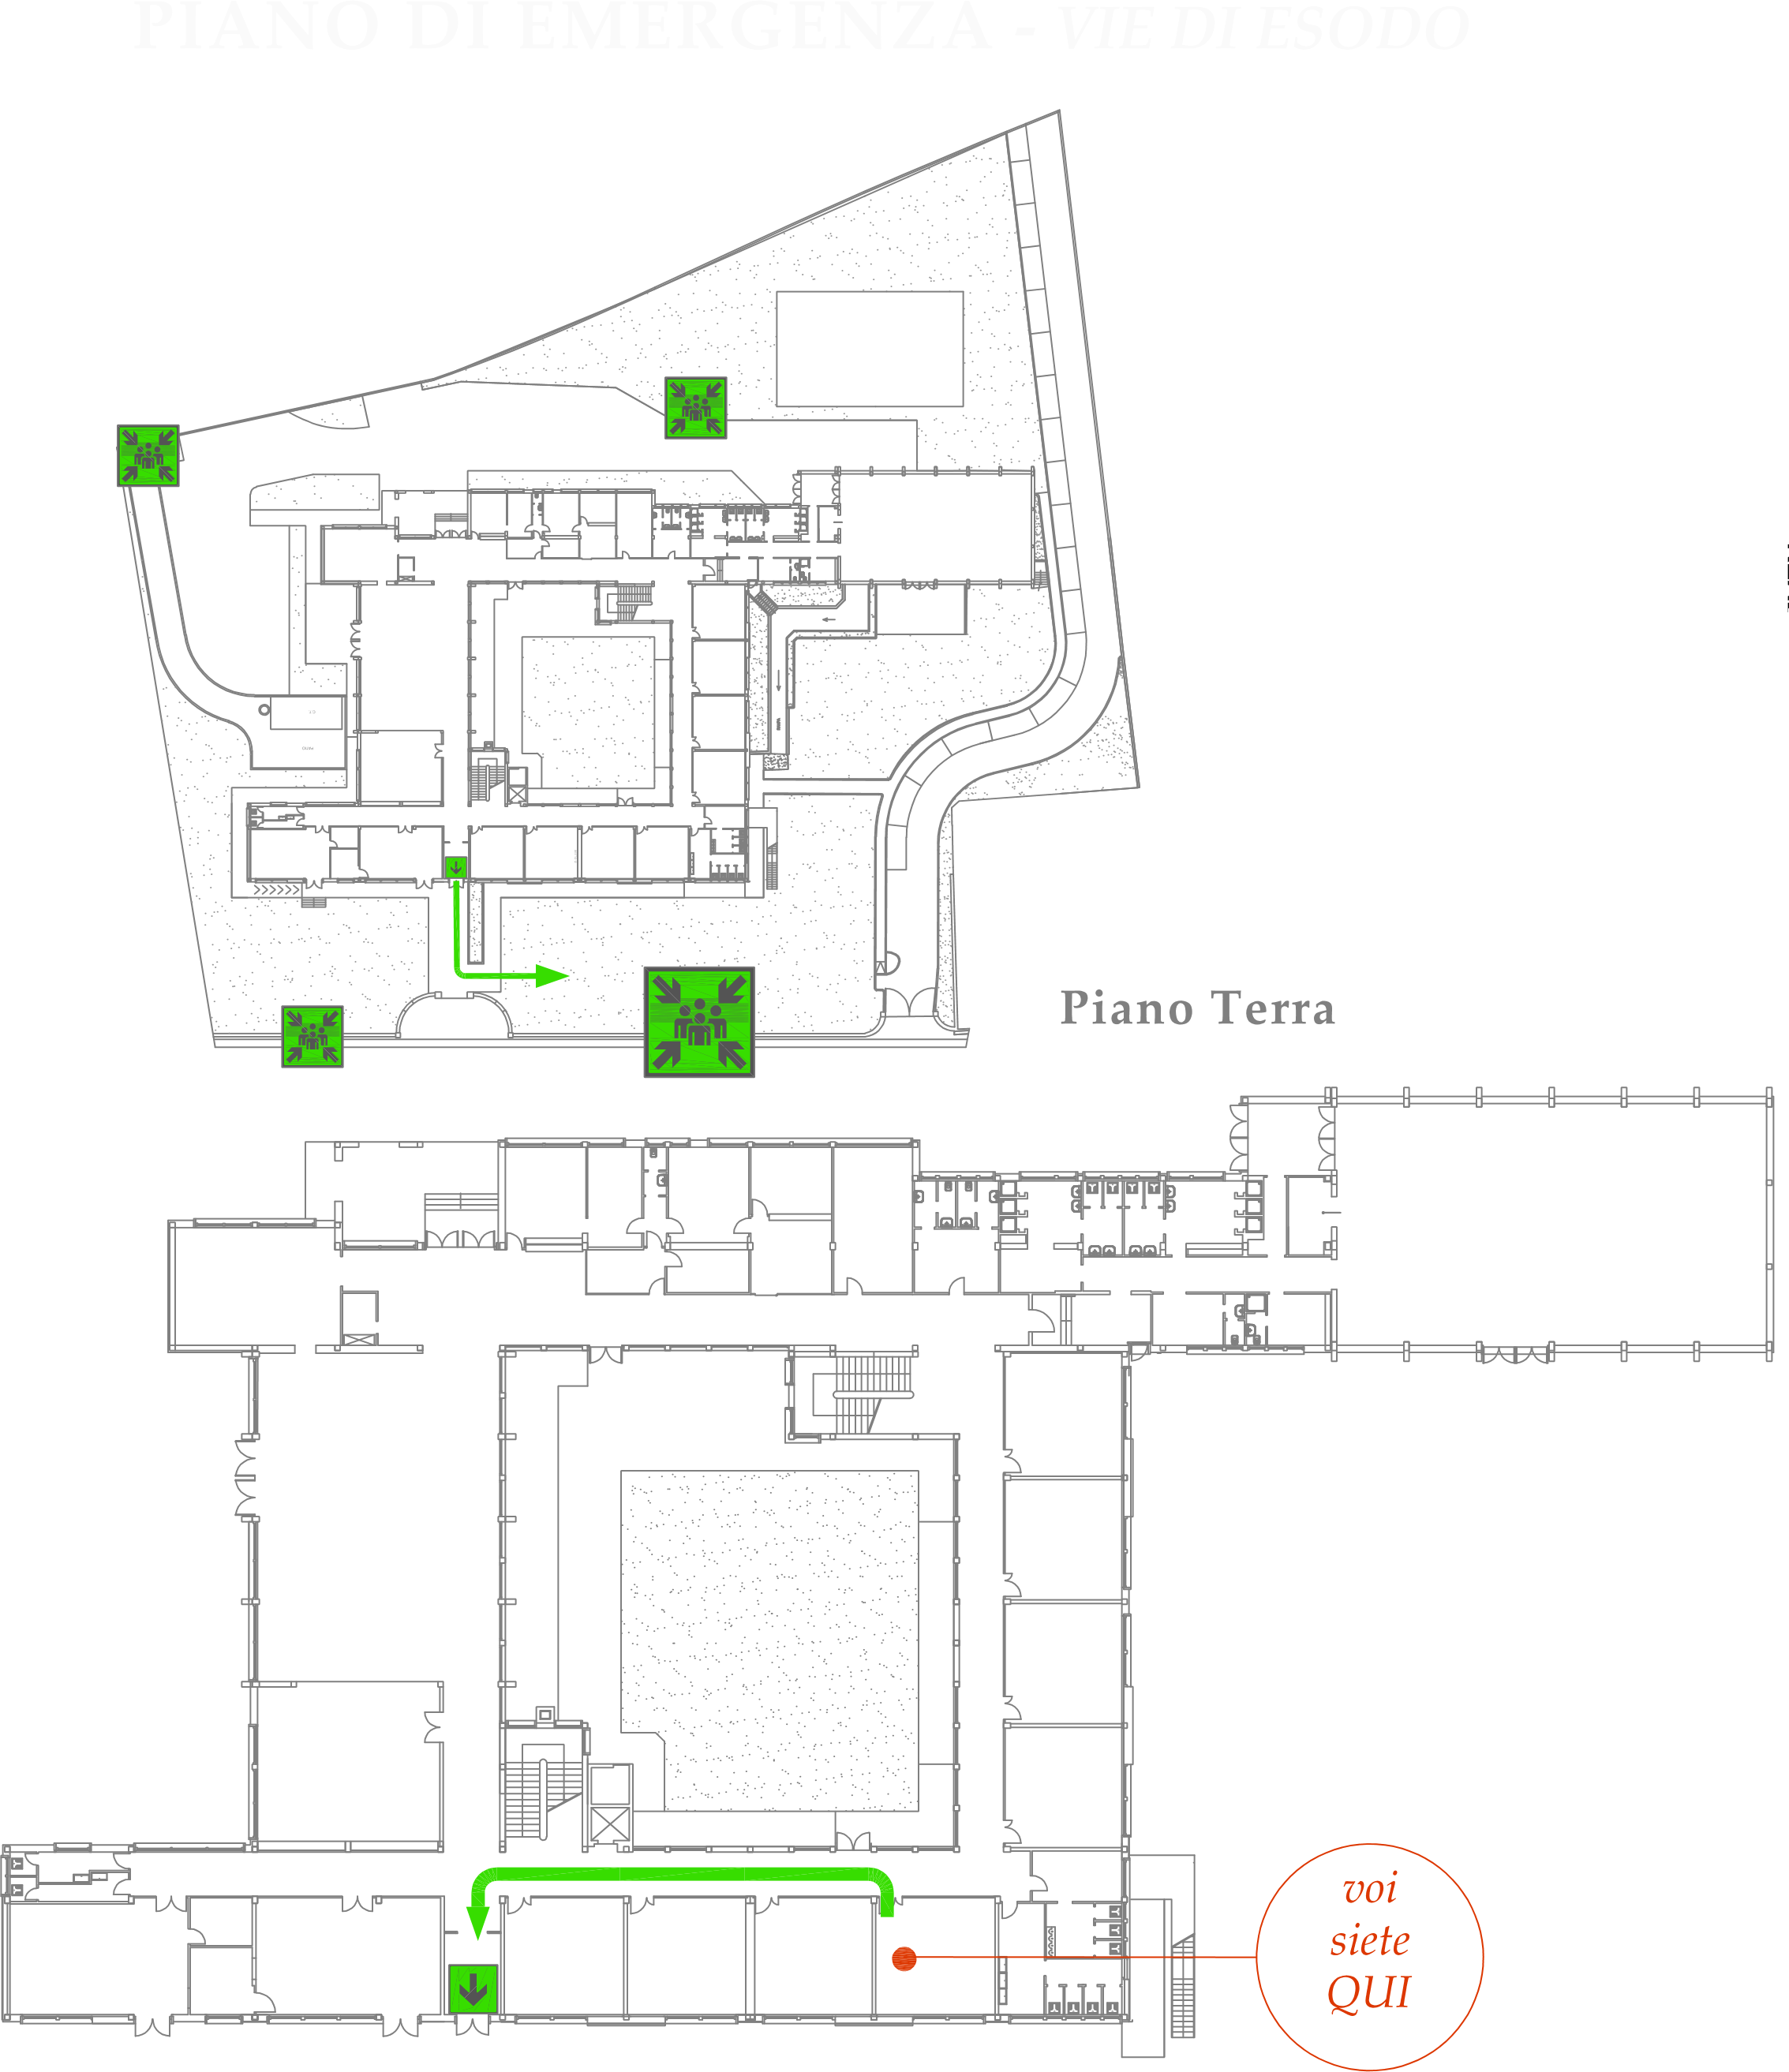 PIANO DI EMERGENZA - VIE DI ESODO
Piano Terra
voi
siete
QUI